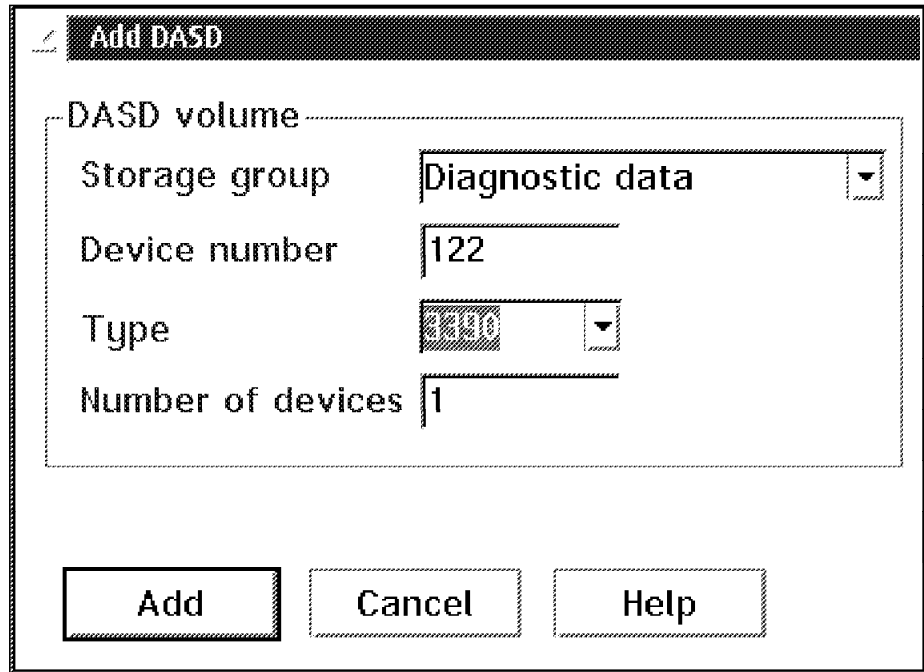 Add DASD
DASD volume
Storage group Diagnostic data
Device number 122
Type 3390
Number of devices 1
Add Cancel Help